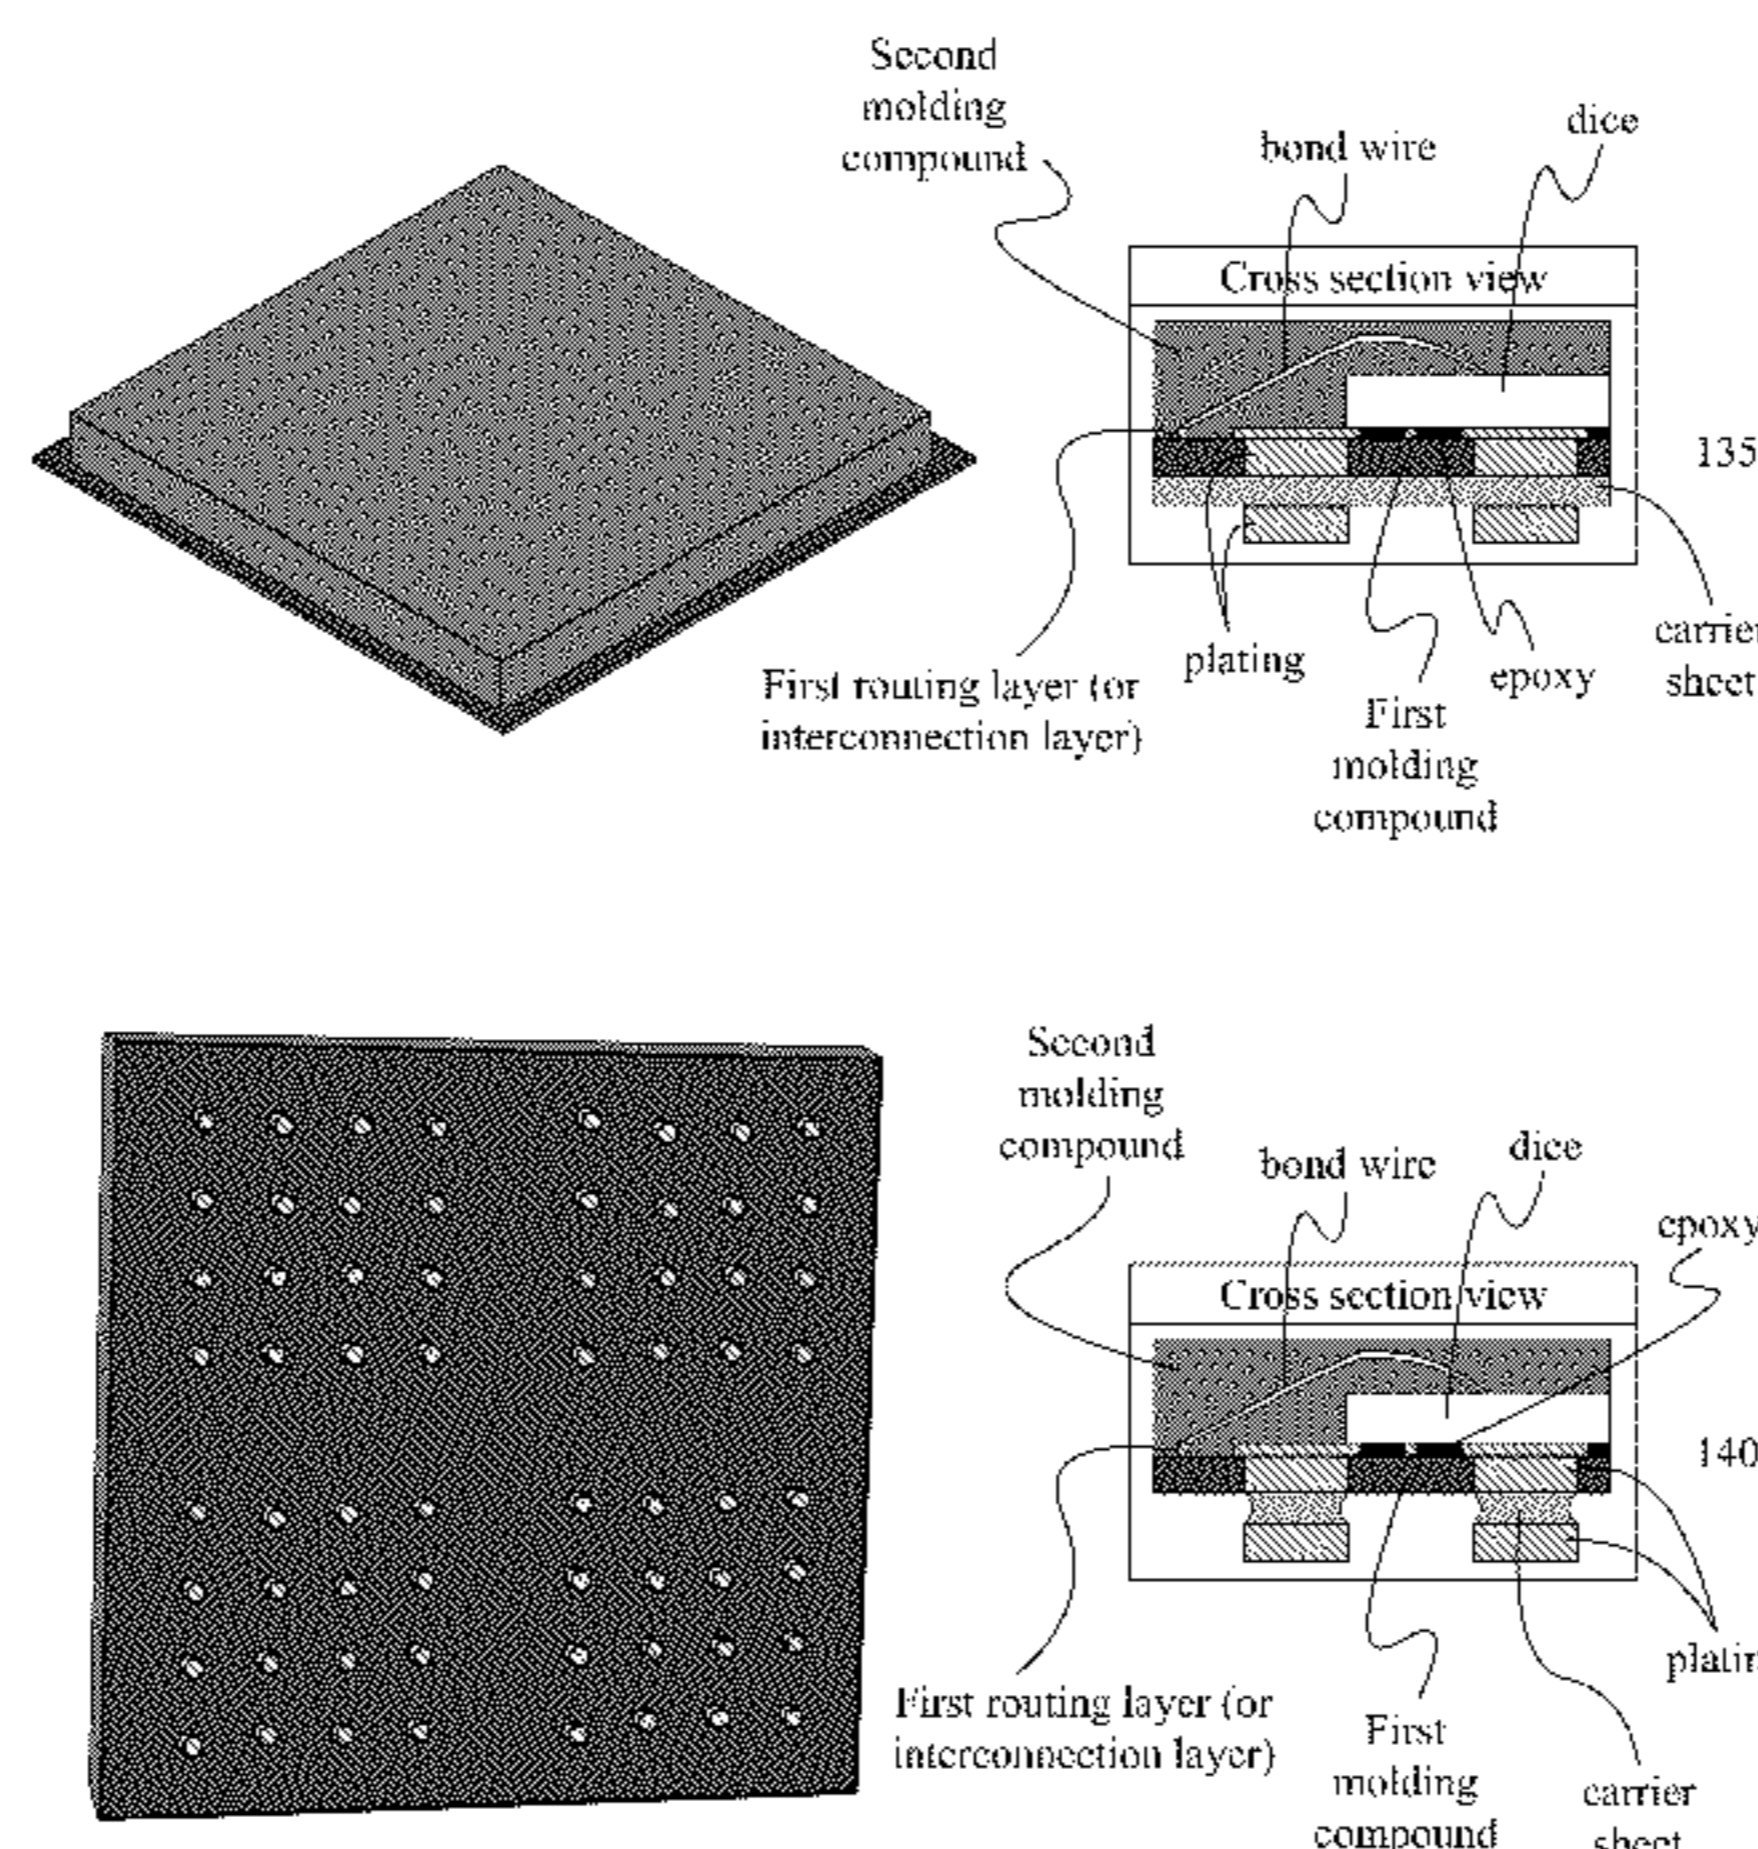 Second
molding
compound
bond wire
dice
Cross section view
135
plating
epoxy
carrier
sheet
First routing layer (or
interconnection layer)
First
molding
compound
Second
molding
compound
bond wire
dice
epoxy
Cross section view
140
platin
First routing layer (or
interconnection layer)
First
molding
compound
carrier
sheet